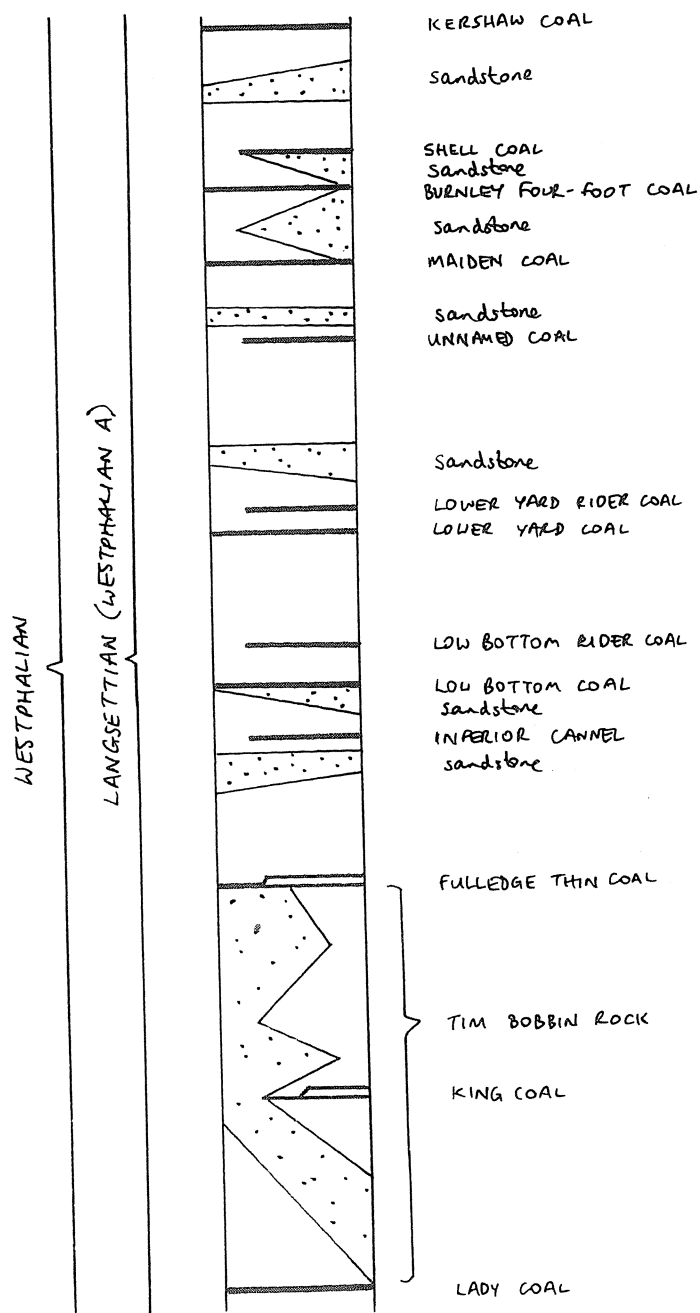 KERSHAW COAL
Sandstone
SHELL COAL
Sandstone
BURNLEY FOUR-FOOT COAL
Sandstone
MAIDEN COAL
Sandstone
UNNAMED COAL
Sandstone
LOWER YARD RIDER COAL
LOWER YARD COAL
LOW BOTTOM RIDER COAL
LOW BOTTOM COAL
Sandstone
INFERIOR CANNEL
Sandstone
FULLEDGE THIN COAL
TIM BOBBIN ROCK
KING COAL
LADY COAL
WESTPHALIAN
LANGSETTIAN (WESTPHALIAN A)